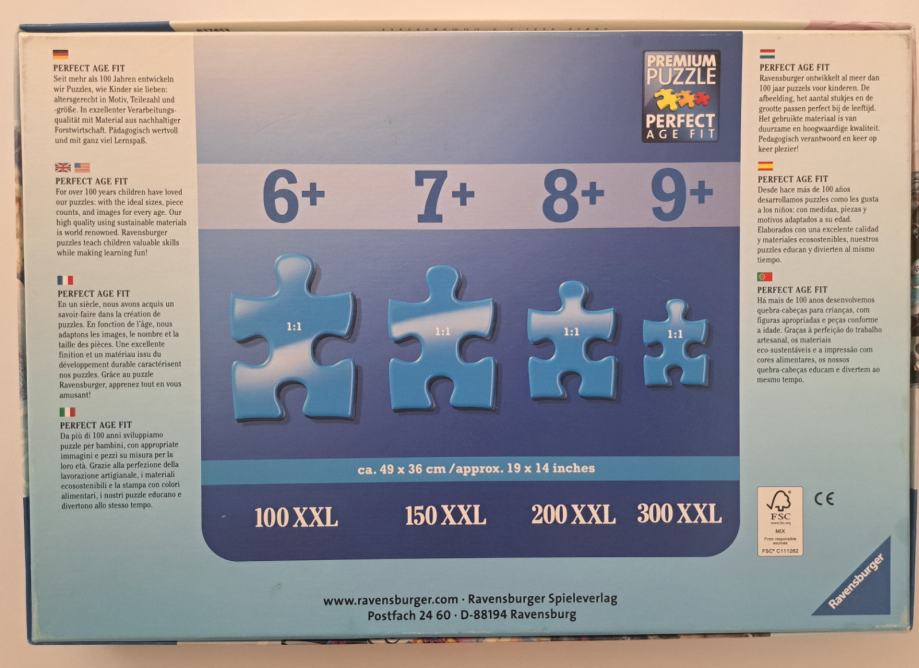 PERFECT AGE FIT
Seit mehr als 100 Jahren entwickeln
wir Puzzles, wie Kinder sie lieben:
altersgerecht in Motiv, Teilezahl und
-größe. In exzellenter Verarbeitungs-
qualität mit Material aus nachhaltiger
Forstwirtschaft. Pädagogisch wertvoll
und mit ganz viel Lernspaß.
PERFECT AGE FIT
For over 100 years children have loved
our puzzles: with the ideal sizes, piece
counts, and images for every age. Our
high quality using sustainable materials
is world renowned. Ravensburger
puzzles teach children valuable skills
while making learning fun!
PERFECT AGE FIT
En un siècle, nous avons acquis un
savoir-faire dans la création de
puzzles. En fonction de l'âge, nous
adaptons les images, le nombre et la
taille des pièces. Une excellente
finition et un matériau issu du
développement durable caractérisent
nos puzzles. Grâce au puzzle
Ravensburger, apprenez tout en vous
amusant!
PERFECT AGE FIT
Da più di 100 anni sviluppiamo
puzzle per bambini, con appropriate
immagini e pezzi su misura per la
loro età. Grazie alla perfezione della
lavorazione artigianale, i materiali
ecosostenibili e la stampa con colori
alimentari, i nostri puzzle educano e
divertono allo stesso tempo.
PREMIUM
PUZZLE
PERFECT
AGE FIT
6+ 7+ 8+ 9+
1:1 1:1 1:1 1:1
ca. 49 x 36 cm/approx. 19 x 14 inches
100 XXL 150 XXL 200 XXL 300 XXL
www.ravensburger.com · Ravensburger Spieleverlag
Postfach 24 60 · D-88194 Ravensburg
PERFECT AGE FIT
Ravensburger ontwikkelt al meer dan
100 jaar puzzels voor kinderen. De
afbeelding, het aantal stukjes en de
grootte passen perfect bij de leeftijd.
Het gebruikte materiaal is van
duurzame en hoogwaardige kwaliteit.
Pedagogisch verantwoord en keer op
keer plezier!
PERFECT AGE FIT
Desde hace más de 100 años
desarrollamos puzzles como les gusta
a los niños: con medidas, piezas y
motivos adaptados a su edad.
Elaborados con una excelente calidad
y materiales ecosostenibles, nuestros
puzzles educan y divierten al mismo
tiempo.
PERFECT AGE FIT
Há mais de 100 anos desenvolvemos
quebra-cabeças para crianças, com
figuras apropriadas e peças conforme
a idade. Graças à perfeição do trabalho
artesanal, os materiais
eco-sustentáveis e a impressão com
cores alimentares, os nossos
quebra-cabeças educam e divertem ao
mesmo tempo.
FSC
www.fsc.org
MIX
From responsible
sources
FSC® C111262
CE
Ravensburger